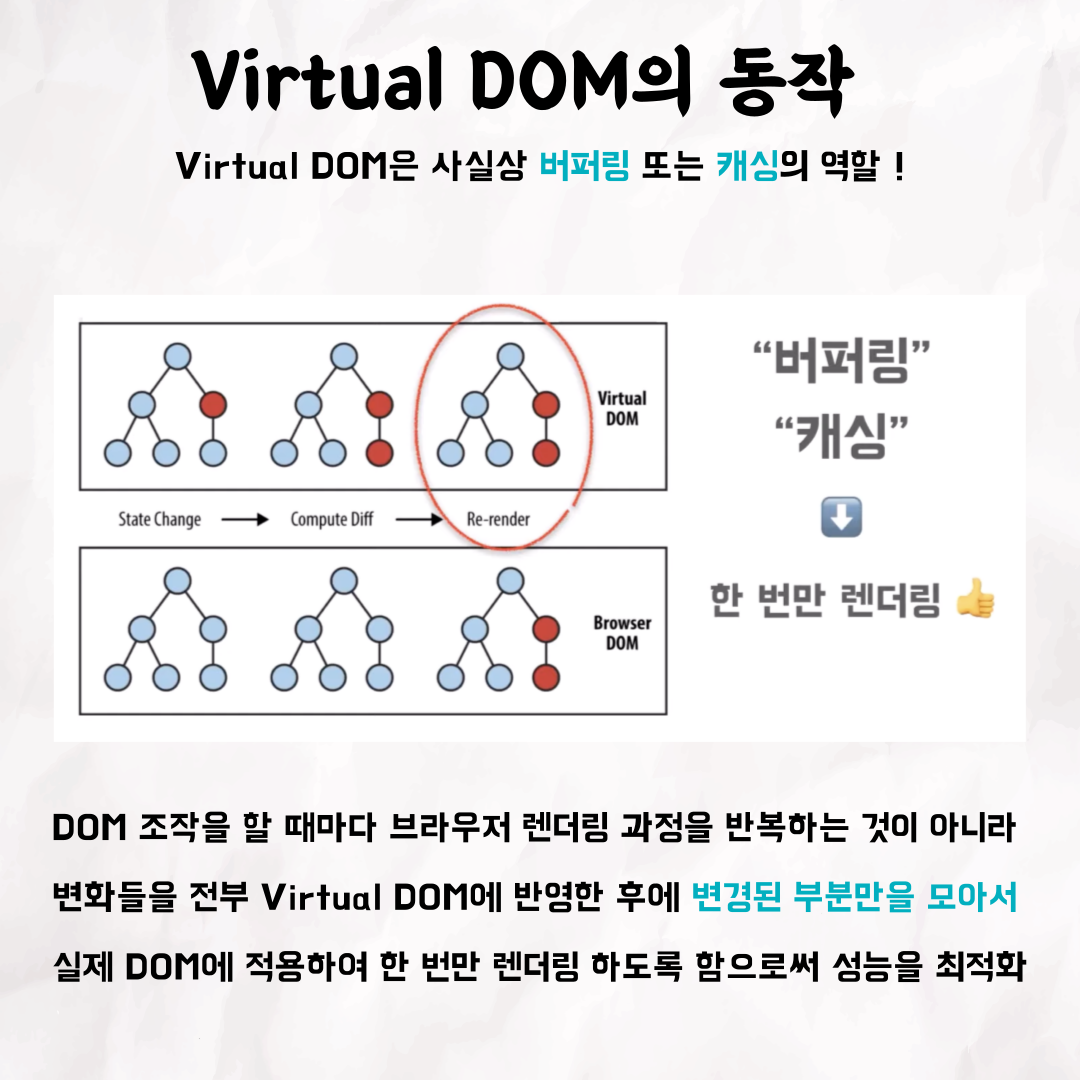 Virtual DOM의 동작
Virtual DOM은 사실상 버퍼링 또는 캐싱의 역할 !
Virtual
DOM
State Change
Compute Diff
Re-render
Browser
DOM
“버퍼링”
“캐싱”
한 번만 렌더링 👍
DOM 조작을 할 때마다 브라우저 렌더링 과정을 반복하는 것이 아니라
변화들을 전부 Virtual DOM에 반영한 후에 변경된 부분만을 모아서
실제 DOM에 적용하여 한 번만 렌더링 하도록 함으로써 성능을 최적화